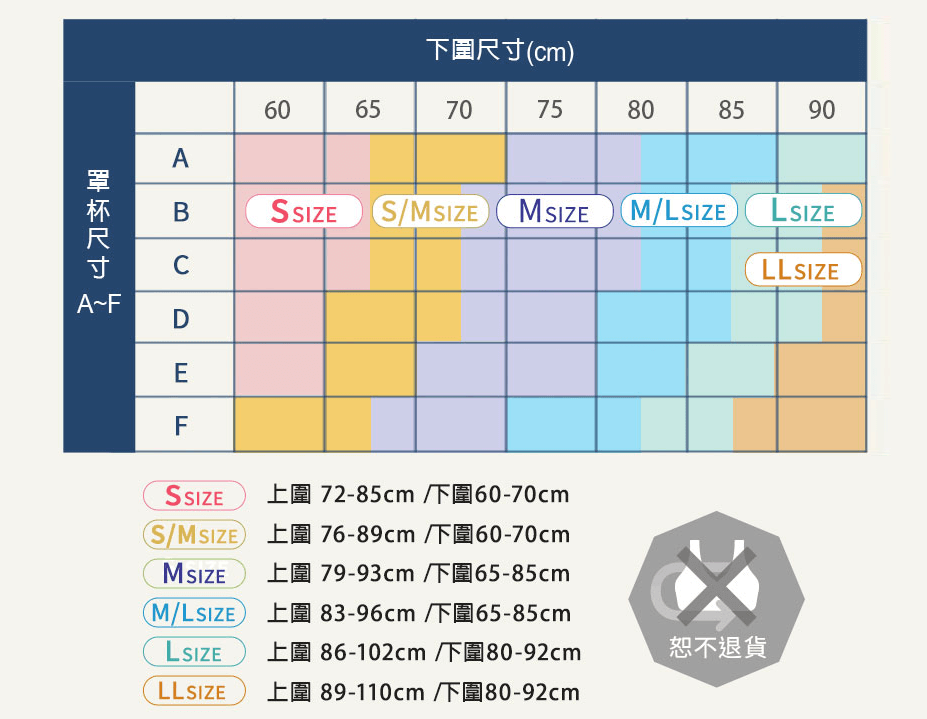 下圍尺寸(cm)
60 65 70 75 80 85 90
罩杯尺寸 A~F
A
B
S SIZE S/M SIZE M SIZE M/L SIZE L SIZE
C
LL SIZE
D
E
F
S SIZE 上圍 72-85cm /下圍60-70cm
S/M SIZE 上圍 76-89cm /下圍60-70cm
M SIZE 上圍 79-93cm /下圍65-85cm
M/L SIZE 上圍 83-96cm /下圍65-85cm
L SIZE 上圍 86-102cm /下圍80-92cm
LL SIZE 上圍 89-110cm /下圍80-92cm
恕不退貨